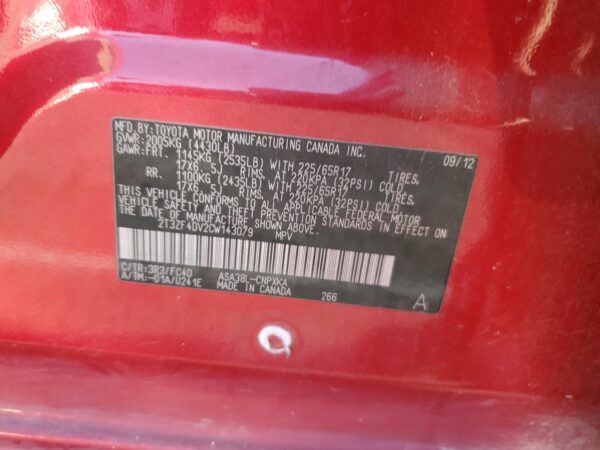 MFD.BY:TOYOTA MOTOR MANUFACTURING CANADA INC.
09/12
GVWR:2005KG (4430LB)
GAWR:FRT. 1145KG (2535LB) WITH 225/65R17 TIRES,
17X6.5J RIMS, AT 220KPA (32PSI) COLD
RR. 1100KG (2435LB) WITH 225/65R17 TIRES,
17X6.5J RIMS, AT 220KPA (32PSI) COLD
THIS VEHICLE CONFORMS TO ALL APPLICABLE FEDERAL MOTOR
VEHICLE SAFETY AND THEFT PREVENTION STANDARDS IN EFFECT ON
THE DATE OF MANUFACTURE SHOWN ABOVE.
2T3ZF4DV2CW143079 MPV
C/TR:3R3/FC40 ASA38L-CNPXKA
A/TM:-01A/U241E MADE IN CANADA 266 A